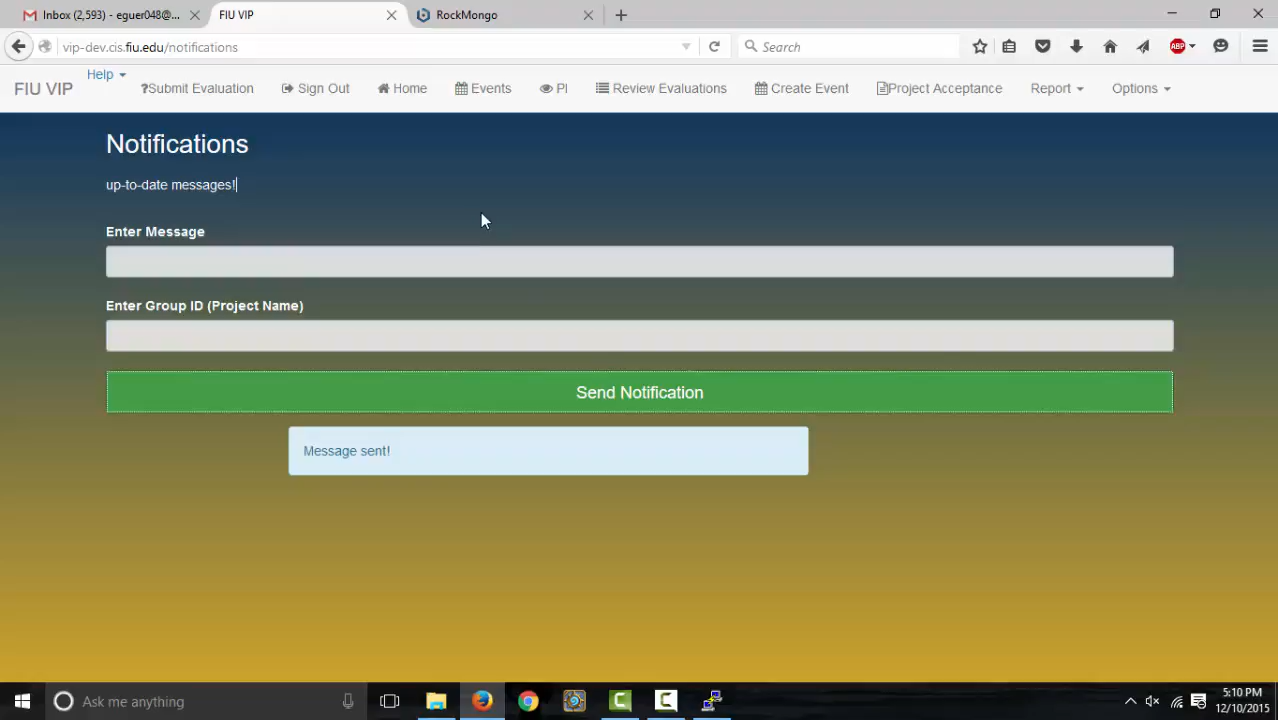 Inbox (2,593) - eguer048@...
FIU VIP
RockMongo
vip-dev.cis.fiu.edu/notifications
Search
ABP
FIU VIP
Help
?Submit Evaluation
Sign Out
Home
Events
PI
Review Evaluations
Create Event
Project Acceptance
Report
Options
Notifications
up-to-date messages!
Enter Message
Enter Group ID (Project Name)
Send Notification
Message sent!
Ask me anything
5:10 PM
12/10/2015